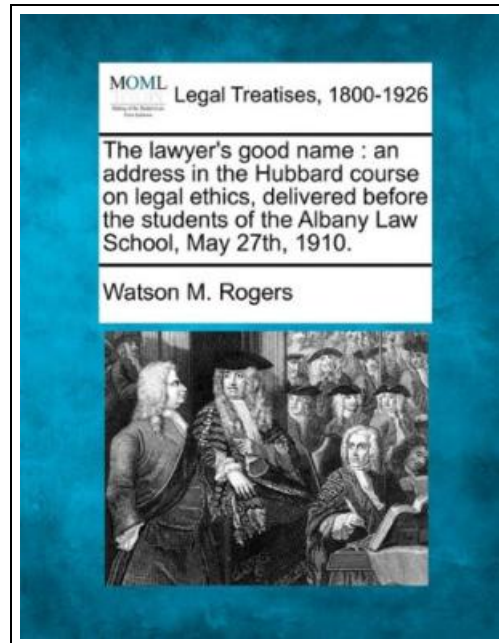 MOML
Legal Treatises, 1800-1926
The lawyer's good name : an
address in the Hubbard course
on legal ethics, delivered before
the students of the Albany Law
School, May 27th, 1910.
Watson M. Rogers